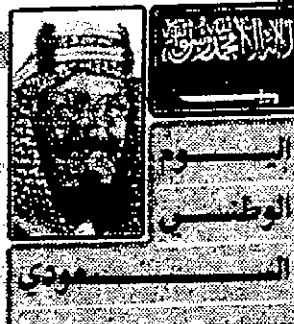 لا إله إلا الله محمد رسول الله
اليوم
الوطني
السعودي